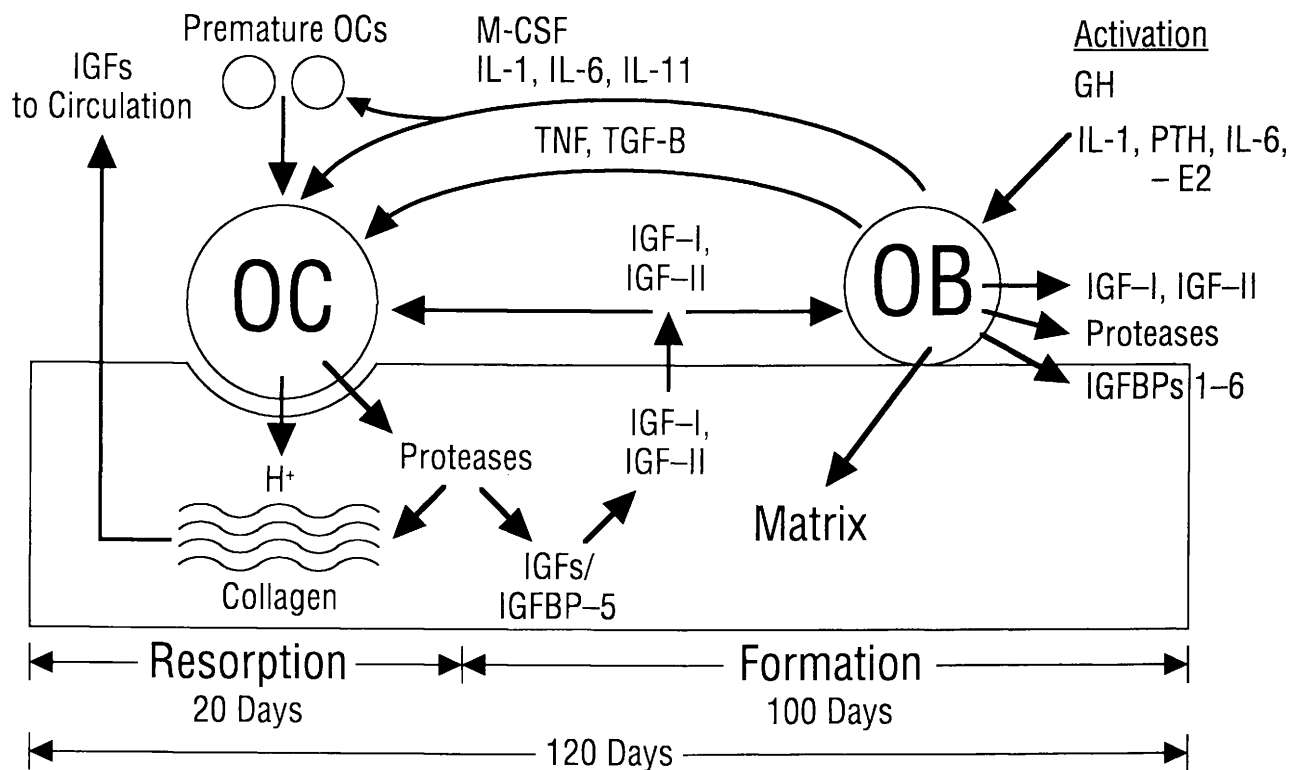 Premature OCs
IGFs
to Circulation
M-CSF
IL-1, IL-6, IL-11
TNF, TGF-B
Activation
GH
IL-1, PTH, IL-6,
– E2
OC
IGF–I,
IGF–II
OB
IGF–I, IGF–II
Proteases
IGFBPs 1–6
H+
Collagen
Proteases
IGFs/
IGFBP–5
IGF–I,
IGF–II
Matrix
Resorption
20 Days
Formation
100 Days
120 Days